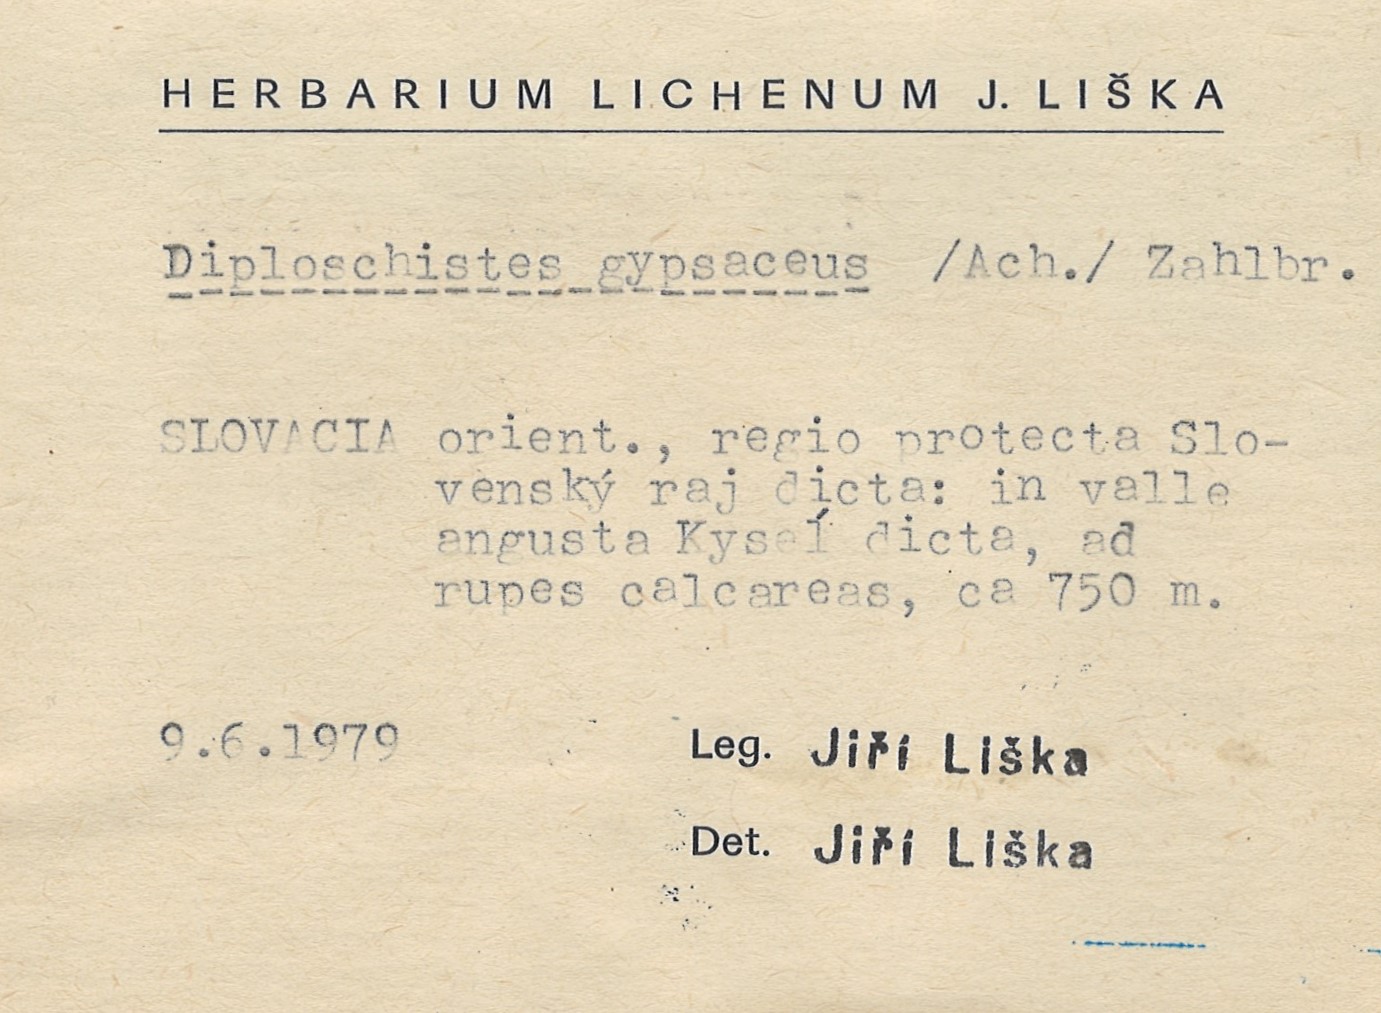 HERBARIUM LICHENUM J. LIŠKA
Diploschistes gypsaceus /Ach./ Zahlbr.
SLOVACIA orient., regio protecta Slo-
venský raj dicta: in valle
angusta Kyseĺ dicta, ad
rupes calcareas, ca 750 m.
9.6.1979 Leg. Jiří Liška
Det. Jiří Liška